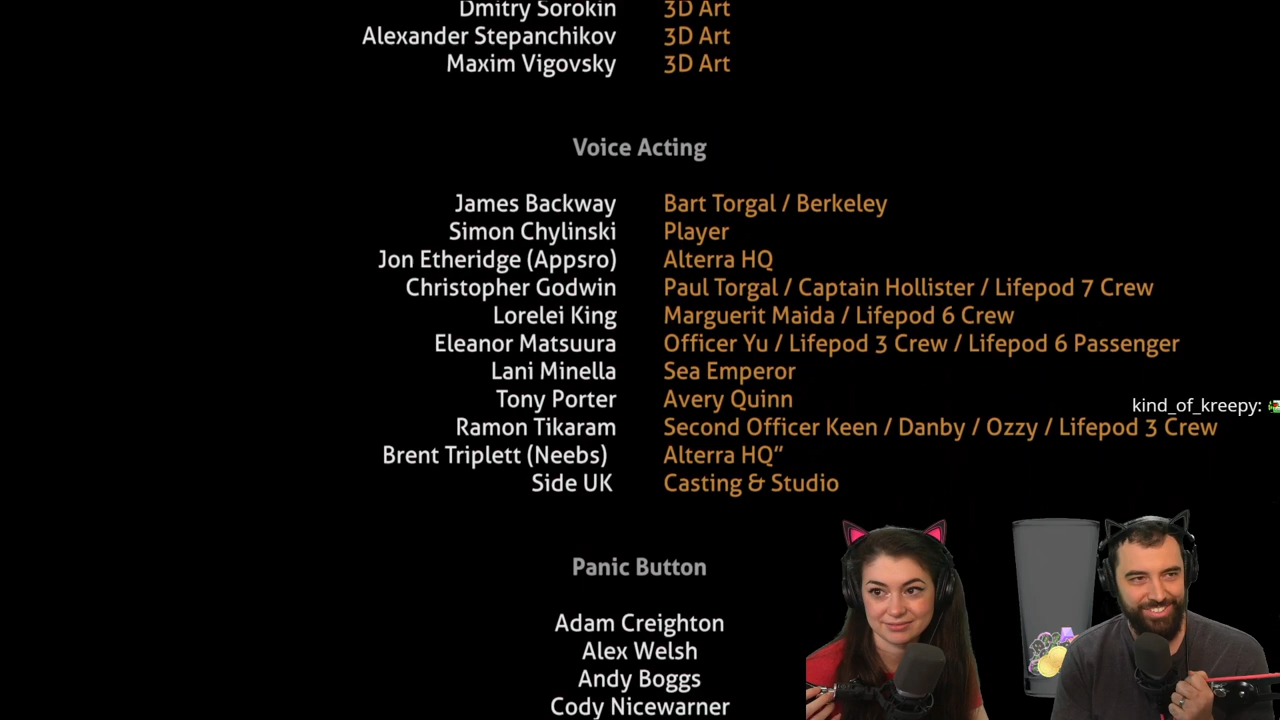 Dmitry Sorokin 3D Art
Alexander Stepanchikov 3D Art
Maxim Vigovsky 3D Art
Voice Acting
James Backway Bart Torgal / Berkeley
Simon Chylinski Player
Jon Etheridge (Appsro) Alterra HQ
Christopher Godwin Paul Torgal / Captain Hollister / Lifepod 7 Crew
Lorelei King Marguerit Maida / Lifepod 6 Crew
Eleanor Matsuura Officer Yu / Lifepod 3 Crew / Lifepod 6 Passenger
Lani Minella Sea Emperor
Tony Porter Avery Quinn
kind_of_kreepy:
Ramon Tikaram Second Officer Keen / Danby / Ozzy / Lifepod 3 Crew
Brent Triplett (Neebs) Alterra HQ”
Side UK Casting & Studio
Panic Button
Adam Creighton
Alex Welsh
Andy Boggs
Cody Nicewarner